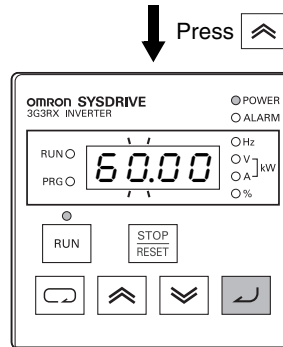 Press
OMRON SYSDRIVE
3G3RX INVERTER
POWER
ALARM
RUN
PRG
60.00
Hz
V
A
kW
%
RUN
STOP
RESET